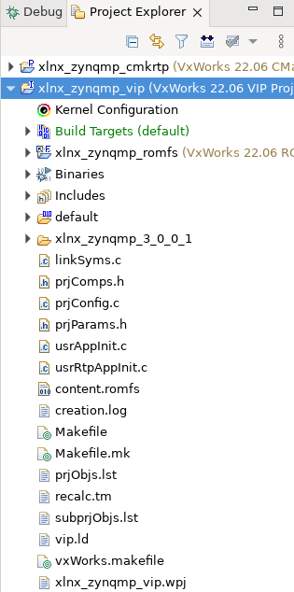 Debug Project Explorer
xlnx_zynqmp_cmkrtp (VxWorks 22.06 CMa
xlnx_zynqmp_vip (VxWorks 22.06 VIP Proj
Kernel Configuration
Build Targets (default)
xlnx_zynqmp_romfs (VxWorks 22.06 RO
Binaries
Includes
default
xlnx_zynqmp_3_0_0_1
linkSyms.c
prjComps.h
prjConfig.c
prjParams.h
usrAppInit.c
usrRtpAppInit.c
content.romfs
creation.log
Makefile
Makefile.mk
prjObjs.lst
recalc.tm
subprjObjs.lst
vip.ld
vxWorks.makefile
xlnx_zynqmp_vip.wpj